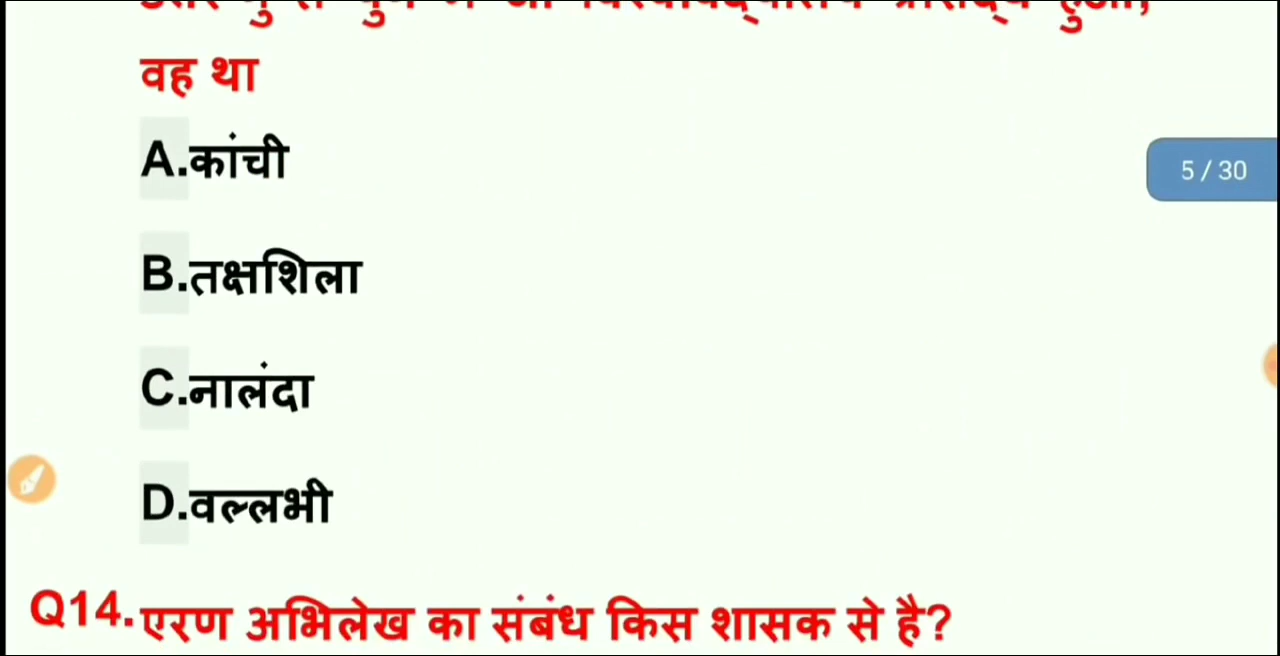 वह था
A.कांची
5 / 30
B.तक्षशिला
C.नालंदा
D.वल्लभी
Q14. एरण अभिलेख का संबंध किस शासक से है?